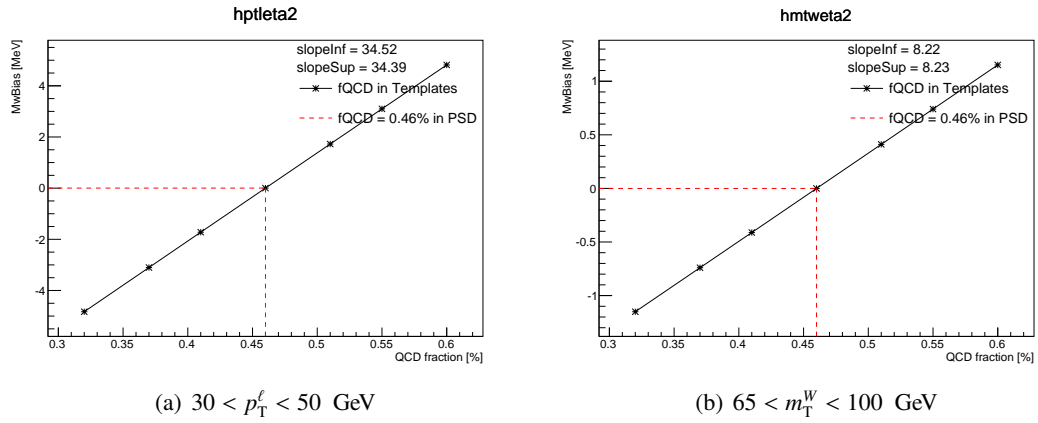 hptleta2
MwBias [MeV]
slopeInf = 34.52
slopeSup = 34.39
fQCD in Templates
fQCD = 0.46% in PSD
4
2
0
-2
-4
0.3 0.35 0.4 0.45 0.5 0.55 0.6
QCD fraction [%]
(a) 30 < p_T^ℓ < 50 GeV
hmtweta2
MwBias [MeV]
slopeInf = 8.22
slopeSup = 8.23
fQCD in Templates
fQCD = 0.46% in PSD
1
0.5
0
-0.5
-1
0.3 0.35 0.4 0.45 0.5 0.55 0.6
QCD fraction [%]
(b) 65 < m_T^W < 100 GeV